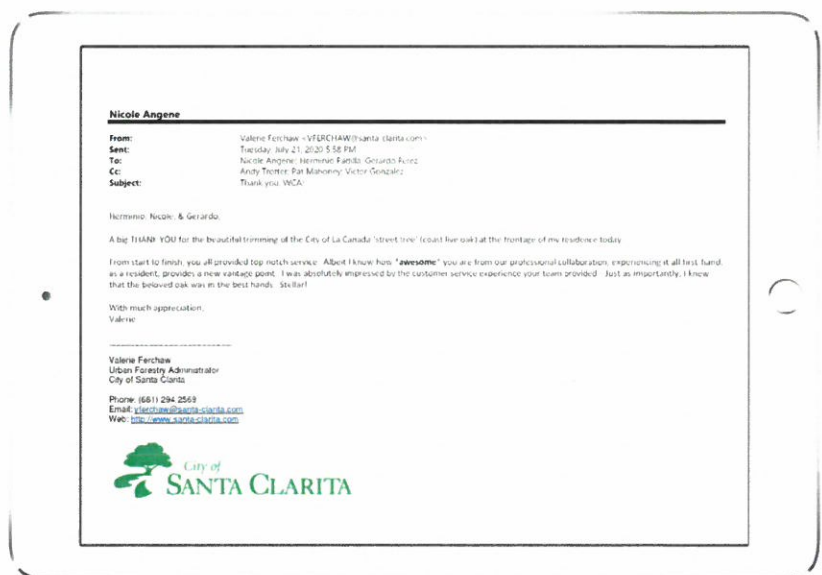 Nicole Angene
From: Valerie Ferchaw <VFERCHAW@santa-clarita.com>
Sent: Tuesday, July 21, 2020 5:58 PM
To: Nicole Angene; Herminio Padilla; Gerardo Perez
Cc: Andy Trotter; Pat Mahoney; Victor Gonzalez
Subject: Thank you, WCA!
Herminio, Nicole, & Gerardo,
A big THANK YOU for the beautiful trimming of the City of La Canada 'street tree' (coast live oak) at the frontage of my residence today.
From start to finish, you all provided top notch service. Albeit I know how "awesome" you are from our professional collaboration, experiencing it all first hand,
as a resident, provides a new vantage point. I was absolutely impressed by the customer service experience your team provided. Just as importantly, I knew
that the beloved oak was in the best hands. Stellar!
With much appreciation,
Valerie
Valerie Ferchaw
Urban Forestry Administrator
City of Santa Clarita
Phone: (661) 294.2569
Email: vferchaw@santa-clarita.com
Web: http://www.santa-clarita.com
City of
SANTA CLARITA